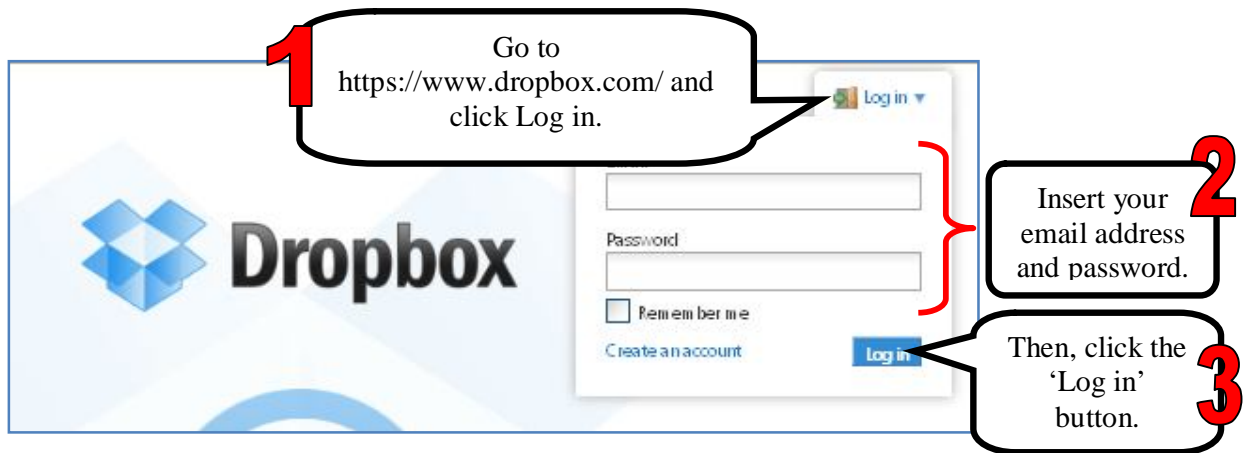 1
Go to
https://www.dropbox.com/ and
click Log in.
Log in
2
Insert your
email address
and password.
Dropbox
Password
Remember me
Create an account
Log in
3
Then, click the
‘Log in’
button.